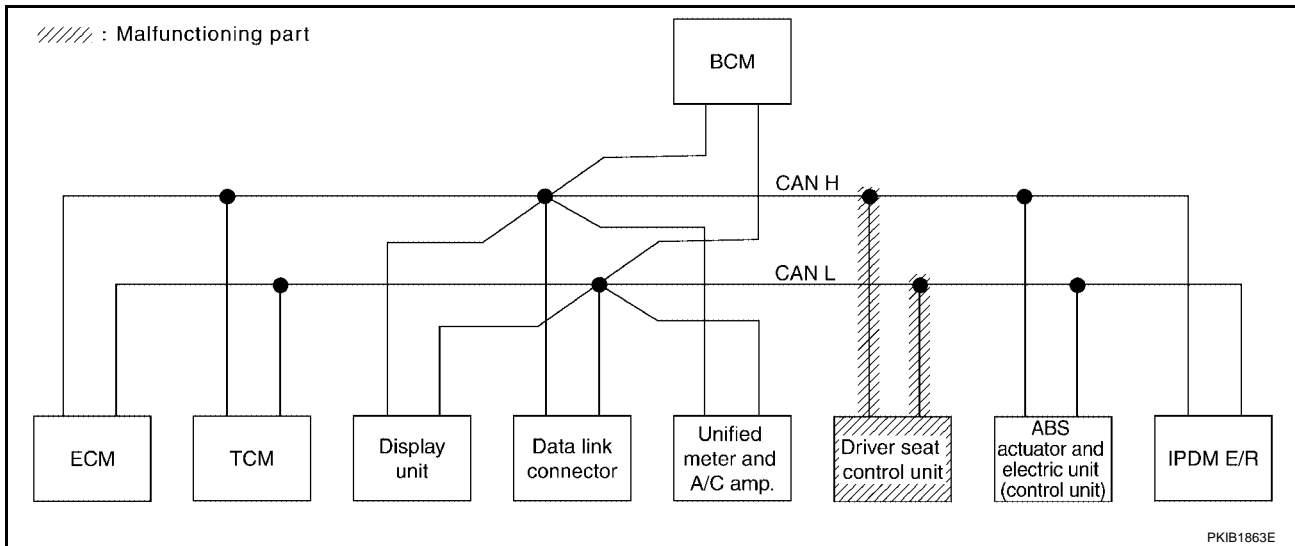 : Malfunctioning part
BCM
CAN H
CAN L
ECM
TCM
Display
unit
Data link
connector
Unified
meter and
A/C amp.
Driver seat
control unit
ABS
actuator and
electric unit
(control unit)
IPDM E/R
PKIB1863E